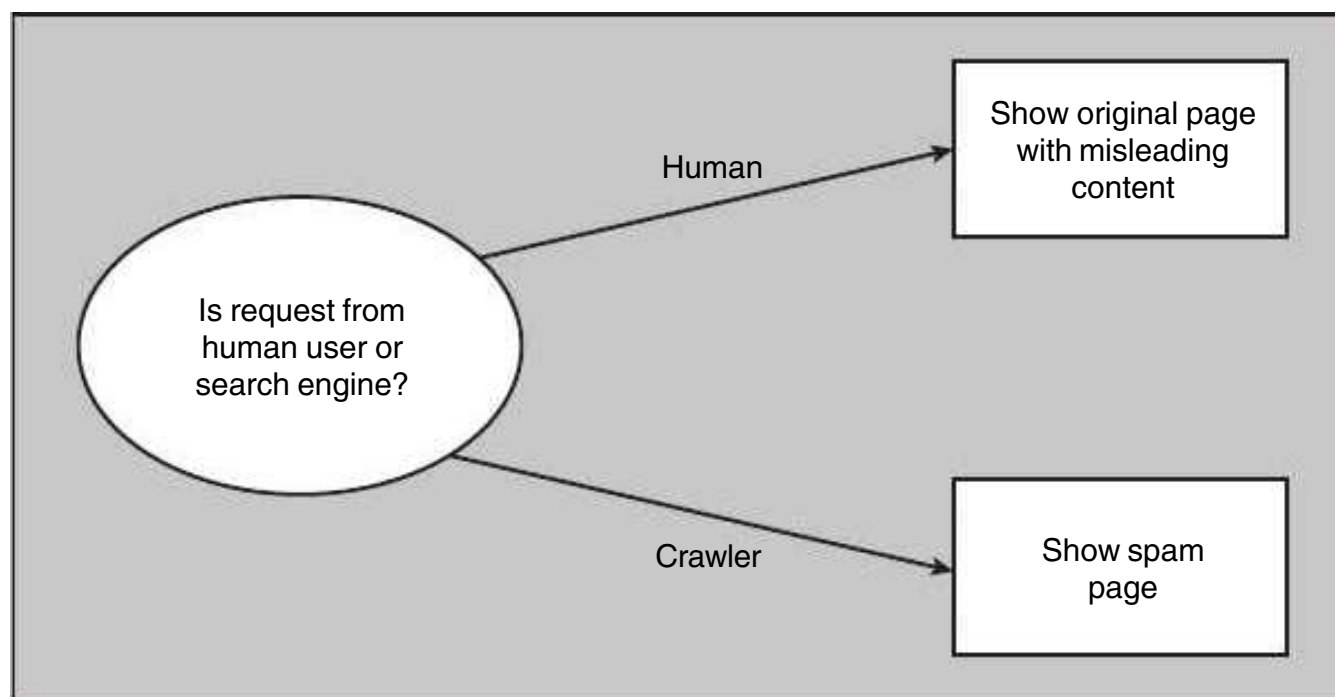 Show original page
with misleading
content
Human
Is request from
human user or
search engine?
Crawler
Show spam
page